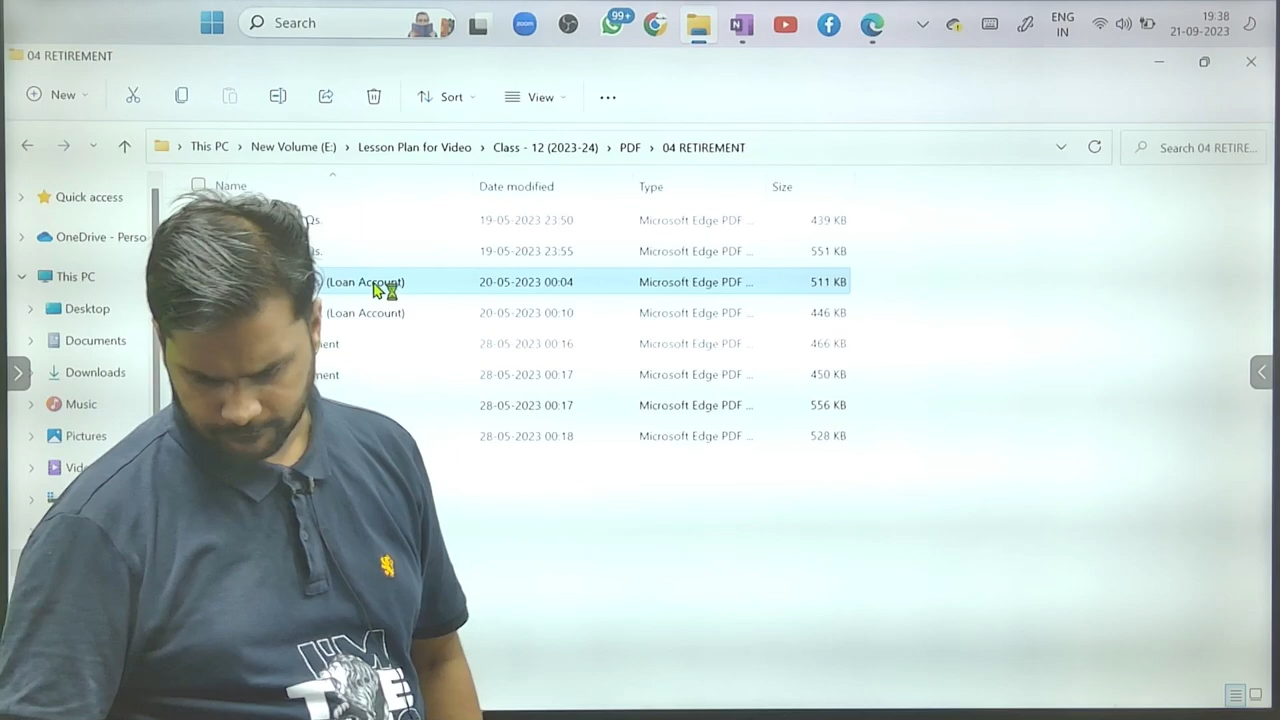 Search
zoom
99+
ENG
IN
19:38
21-09-2023
04 RETIREMENT
New
Sort
View
This PC
New Volume (E:)
Lesson Plan for Video
Class - 12 (2023-24)
PDF
04 RETIREMENT
Search 04 RETIRE...
Name
Date modified
Type
Size
Quick access
OneDrive - Perso
This PC
Desktop
Documents
Downloads
Music
Pictures
Qs. 19-05-2023 23:50 Microsoft Edge PDF ... 439 KB
19-05-2023 23:55 Microsoft Edge PDF ... 551 KB
(Loan Account) 20-05-2023 00:04 Microsoft Edge PDF ... 511 KB
(Loan Account) 20-05-2023 00:10 Microsoft Edge PDF ... 446 KB
28-05-2023 00:16 Microsoft Edge PDF ... 466 KB
28-05-2023 00:17 Microsoft Edge PDF ... 450 KB
28-05-2023 00:17 Microsoft Edge PDF ... 556 KB
28-05-2023 00:18 Microsoft Edge PDF ... 528 KB
I'M